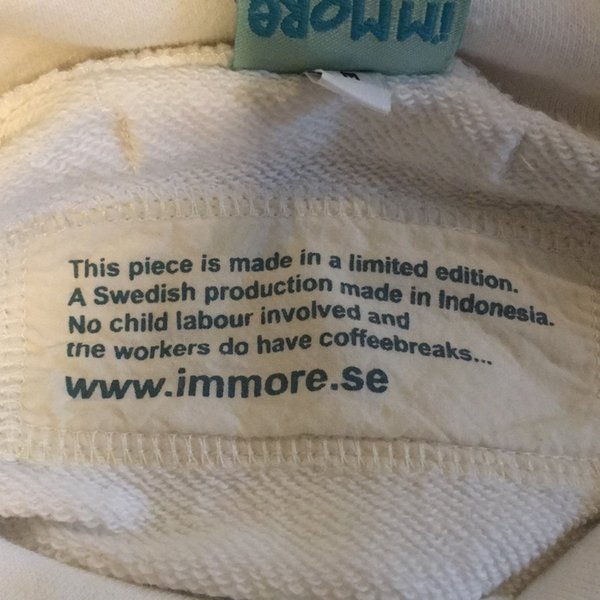 imMORE
M
This piece is made in a limited edition.
A Swedish production made in Indonesia.
No child labour involved and
the workers do have coffeebreaks...
www.immore.se